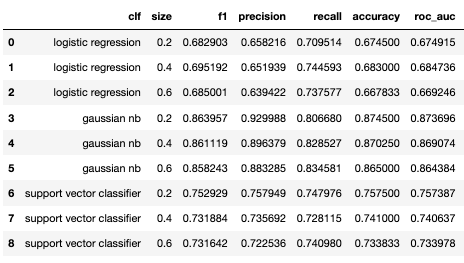 clf size f1 precision recall accuracy roc_auc
0 logistic regression 0.2 0.682903 0.658216 0.709514 0.674500 0.674915
1 logistic regression 0.4 0.695192 0.651939 0.744593 0.683000 0.684736
2 logistic regression 0.6 0.685001 0.639422 0.737577 0.667833 0.669246
3 gaussian nb 0.2 0.863957 0.929988 0.806680 0.874500 0.873696
4 gaussian nb 0.4 0.861119 0.896379 0.828527 0.870250 0.869074
5 gaussian nb 0.6 0.858243 0.883285 0.834581 0.865000 0.864384
6 support vector classifier 0.2 0.752929 0.757949 0.747976 0.757500 0.757387
7 support vector classifier 0.4 0.731884 0.735692 0.728115 0.741000 0.740637
8 support vector classifier 0.6 0.731642 0.722536 0.740980 0.733833 0.733978